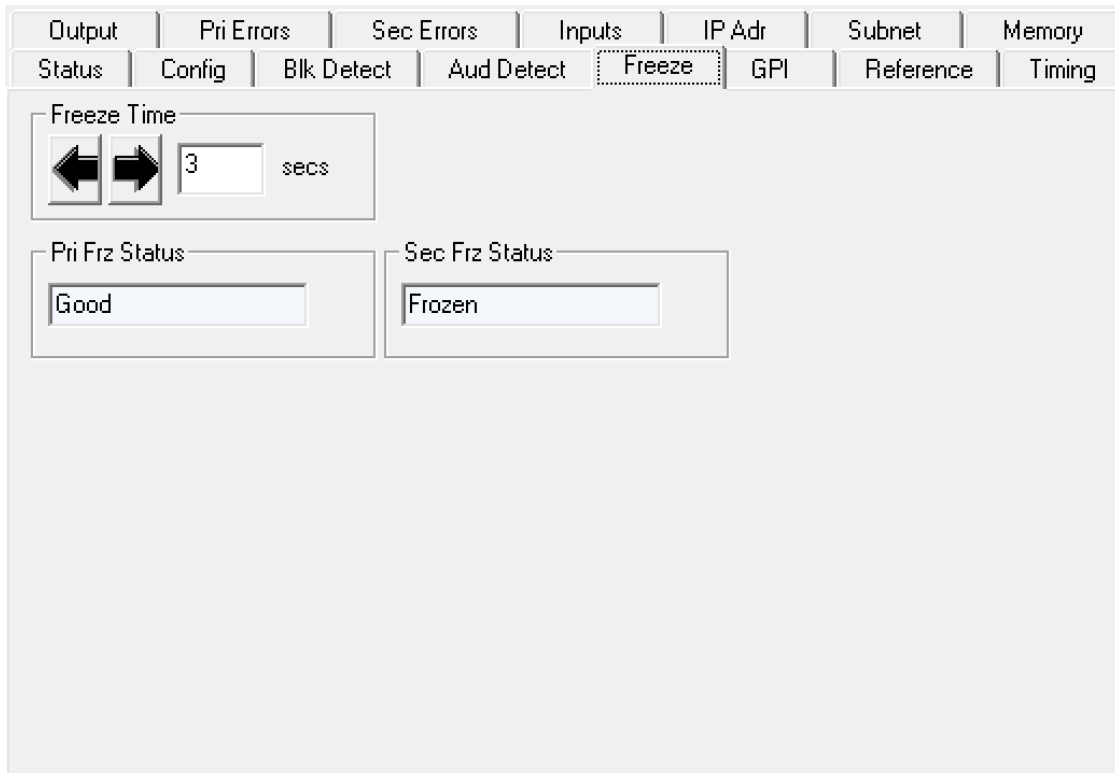 Output Pri Errors Sec Errors Inputs IP Adr Subnet Memory
Status Config Blk Detect Aud Detect Freeze GPI Reference Timing
Freeze Time
3 secs
Pri Frz Status Sec Frz Status
Good Frozen